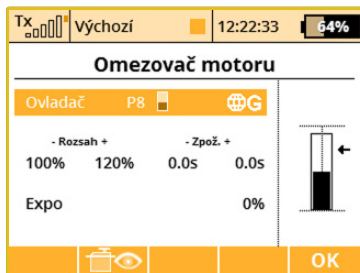 Tx Výchozí 12:22:33 64%
Omezovač motoru
Ovladač P8 G
- Rozsah + - Zpož. +
100% 120% 0.0s 0.0s
Expo 0%
OK